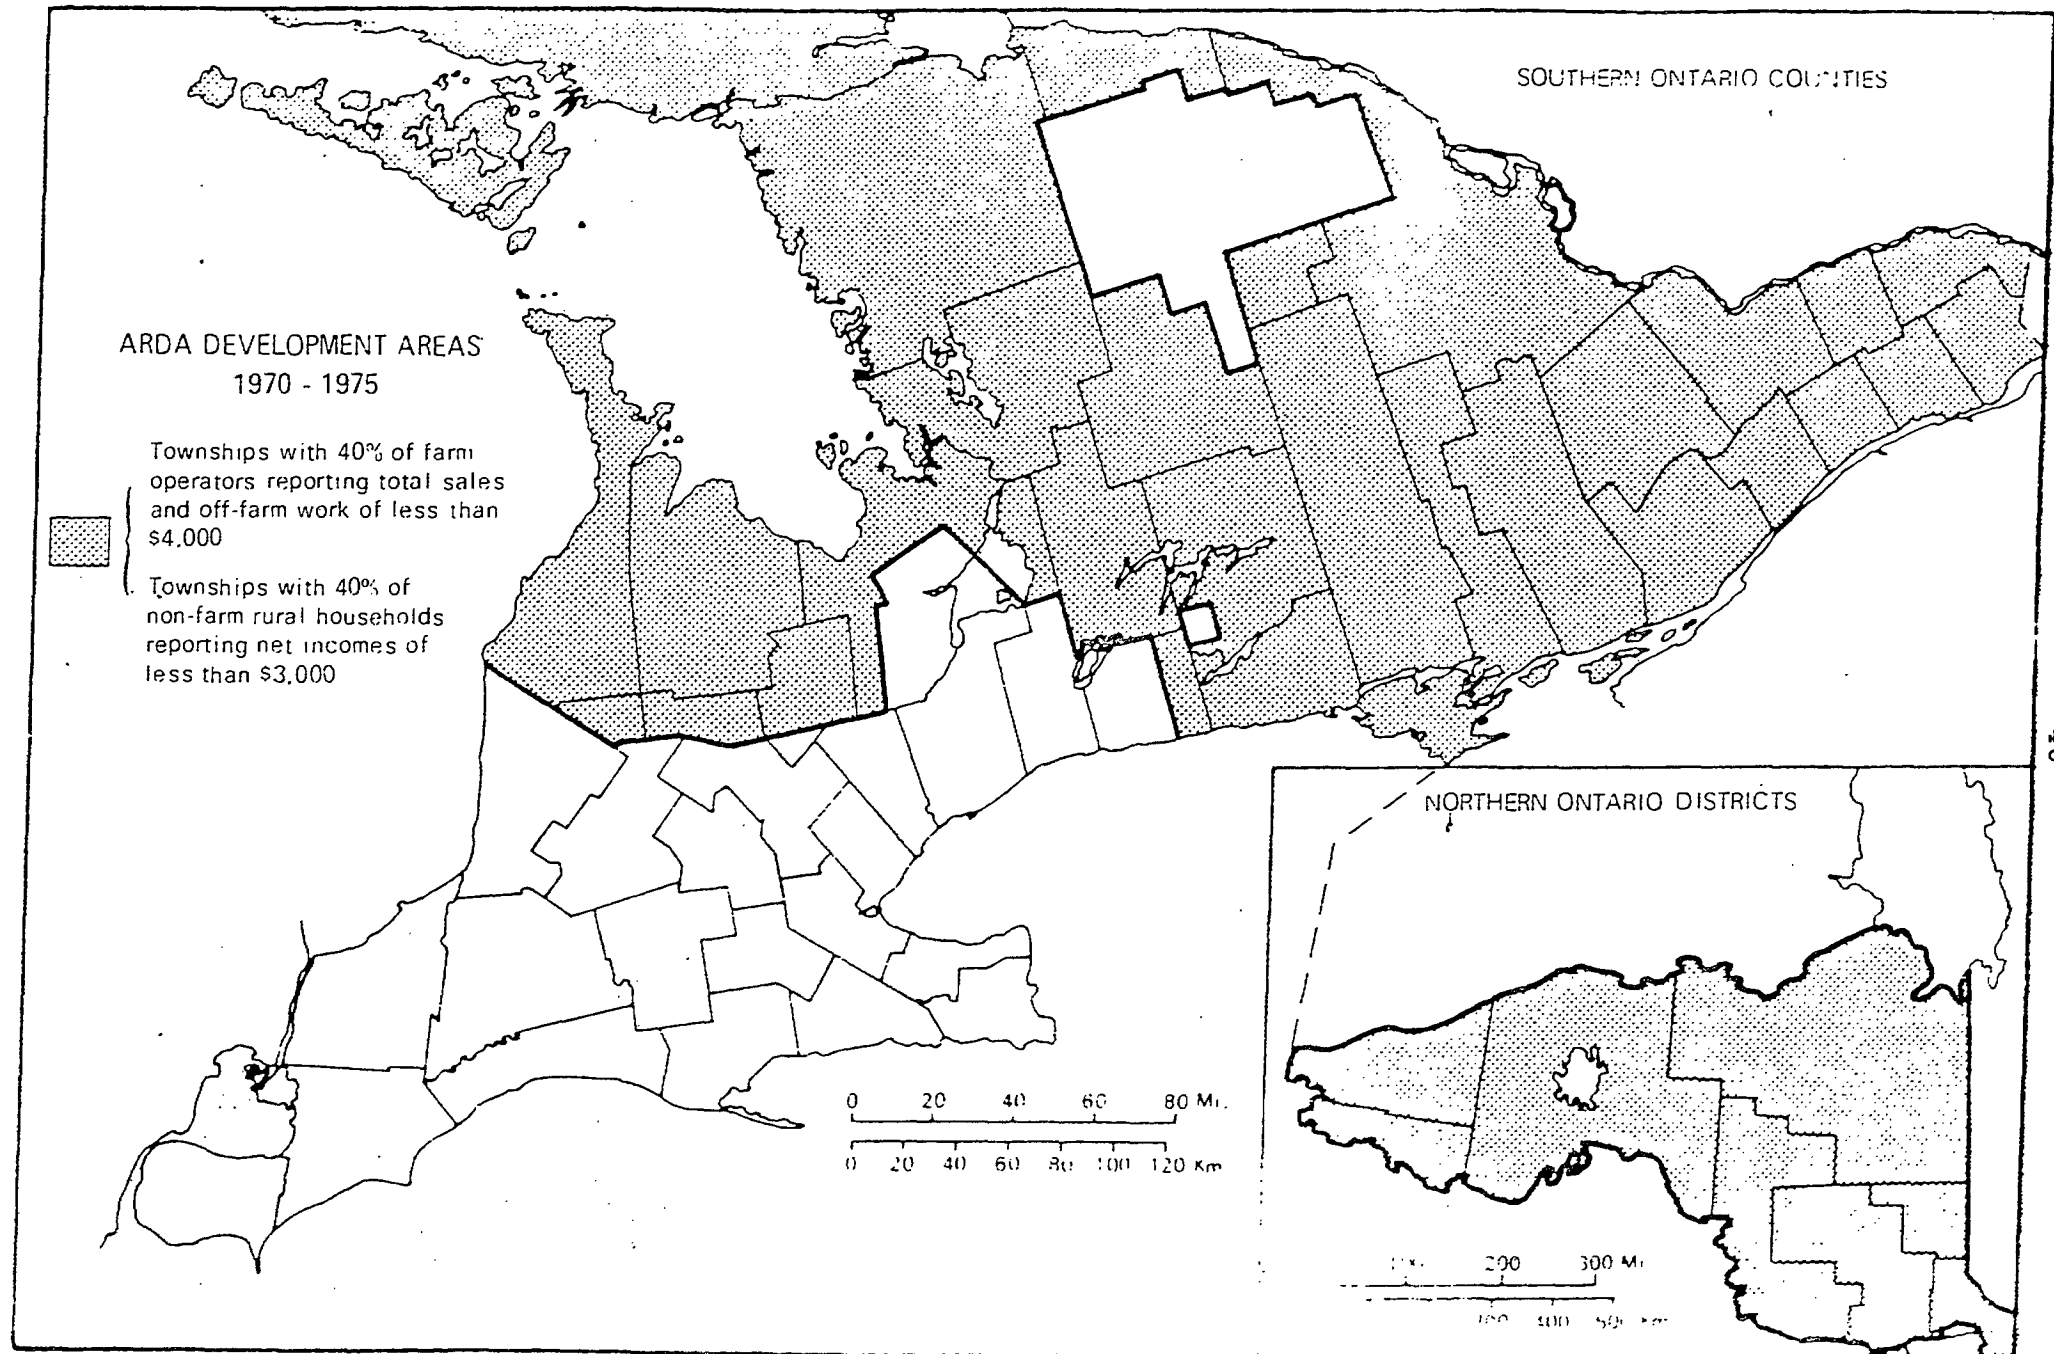 SOUTHERN ONTARIO COUNTIES
ARDA DEVELOPMENT AREAS
1970 - 1975
Townships with 40% of farm
operators reporting total sales
and off-farm work of less than
$4,000
Townships with 40% of
non-farm rural households
reporting net incomes of
less than $3,000
NORTHERN ONTARIO DISTRICTS
0 20 40 60 80 Mi.
0 20 40 60 80 100 120 Km
200 300 Mi
400 Km